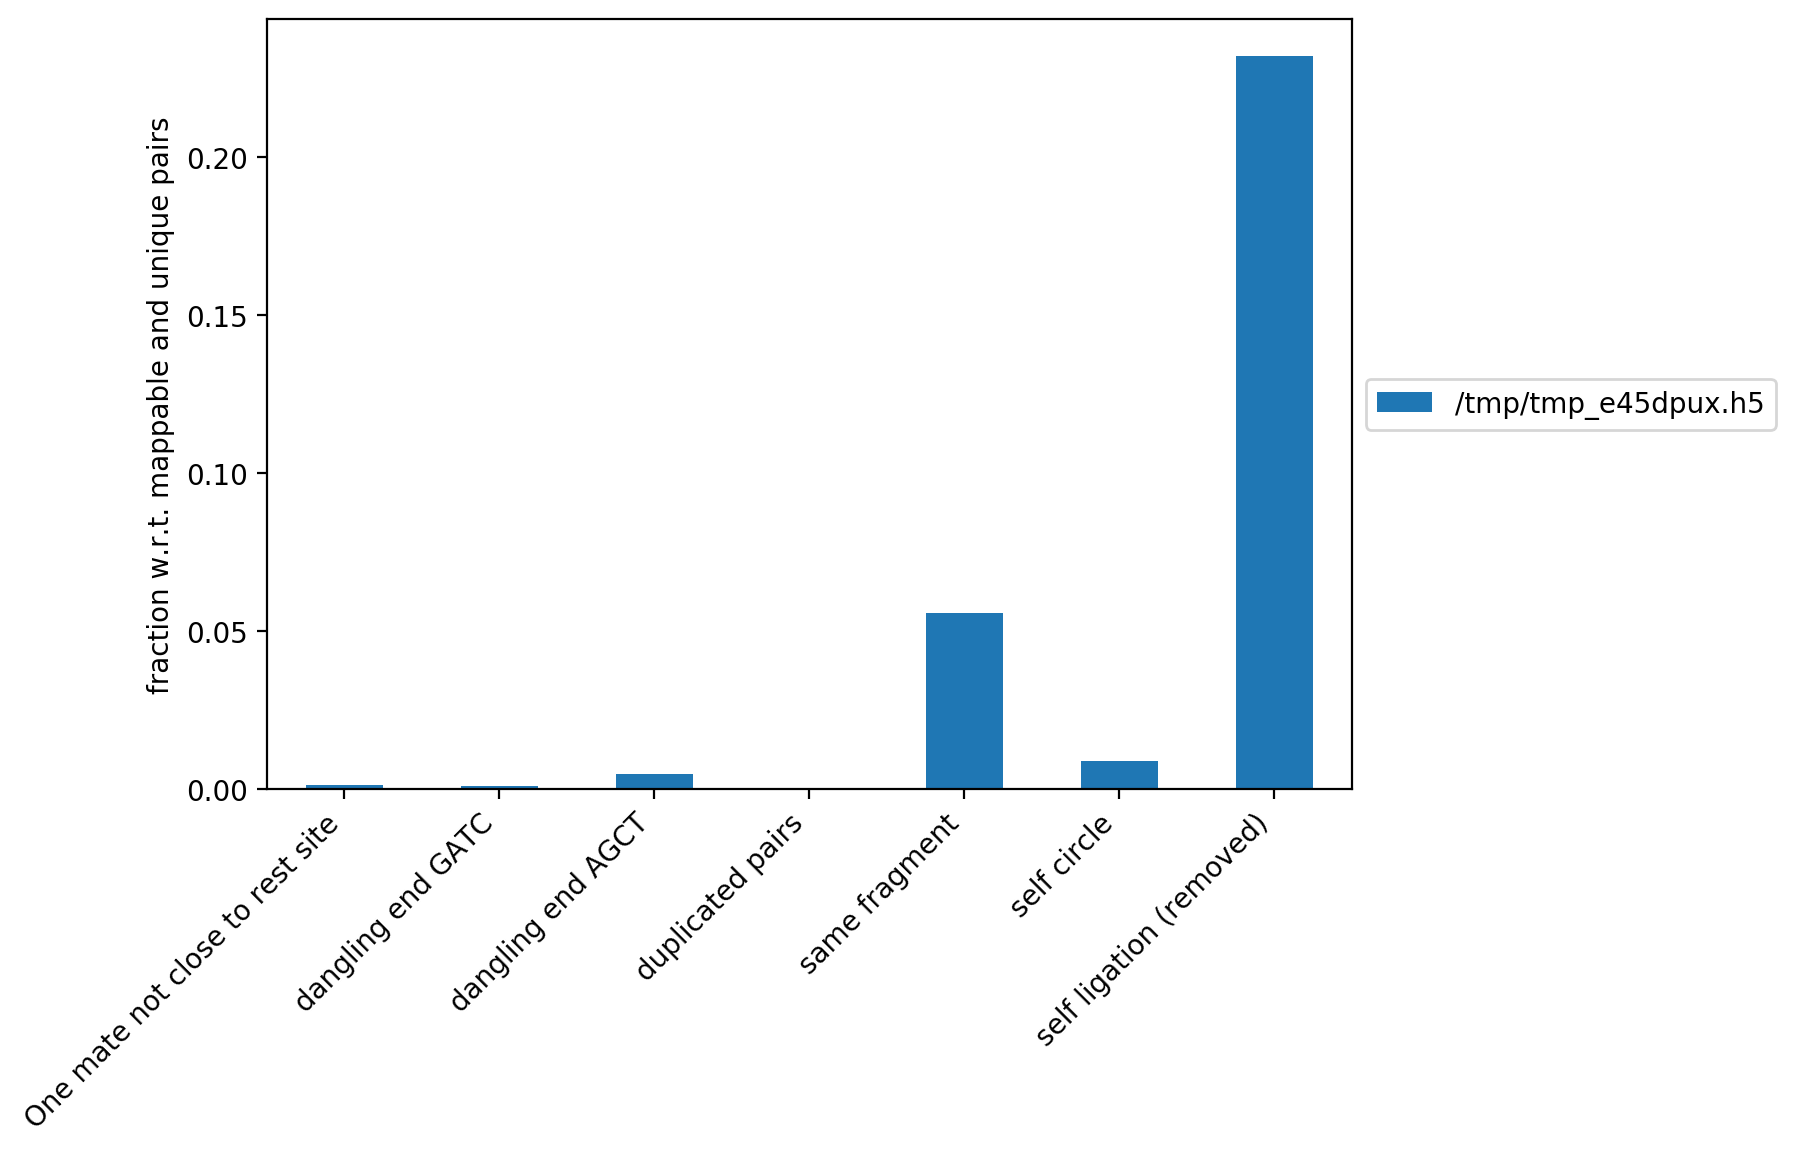 fraction w.r.t. mappable and unique pairs
0.20
0.15
0.10
0.05
0.00
One mate not close to rest site
dangling end GATC
dangling end AGCT
duplicated pairs
same fragment
self circle
self ligation (removed)
/tmp/tmp_e45dpux.h5